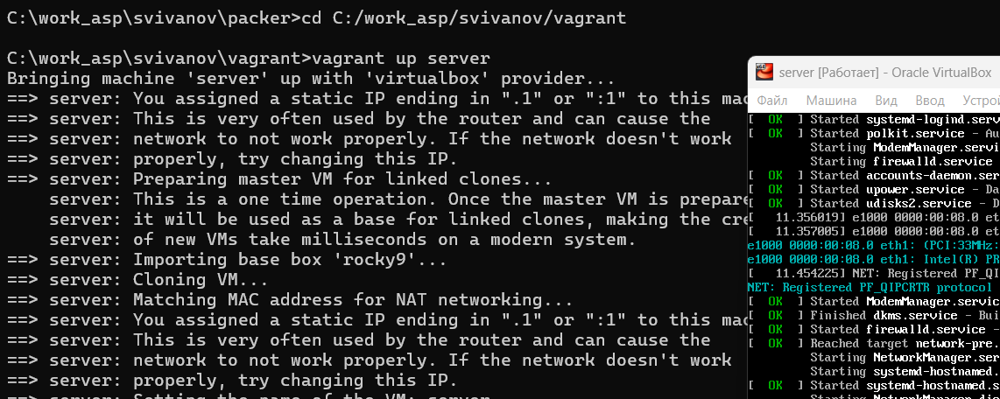 C:\work_asp\svivanov\packer>cd C:/work_asp/svivanov/vagrant
C:\work_asp\svivanov\vagrant>vagrant up server
Bringing machine 'server' up with 'virtualbox' provider...
==> server: You assigned a static IP ending in ".1" or ":1" to this mac
==> server: This is very often used by the router and can cause the
==> server: network to not work properly. If the network doesn't work
==> server: properly, try changing this IP.
==> server: Preparing master VM for linked clones...
server: This is a one time operation. Once the master VM is prepare
server: it will be used as a base for linked clones, making the cre
server: of new VMs take milliseconds on a modern system.
==> server: Importing base box 'rocky9'...
==> server: Cloning VM...
==> server: Matching MAC address for NAT networking...
==> server: You assigned a static IP ending in ".1" or ":1" to this mac
==> server: This is very often used by the router and can cause the
==> server: network to not work properly. If the network doesn't work
==> server: properly, try changing this IP.
==> server: Setting the name of the VM: server
server [Работает] - Oracle VirtualBox
Файл Машина Вид Ввод Устрой
[ OK ] Started systemd-logind.serv
[ OK ] Started polkit.service - Au
Starting ModemManager.servi
Starting firewalld.service
[ OK ] Started accounts-daemon.ser
[ OK ] Started upower.service - Da
[ OK ] Started udisks2.service - D
[ 11.356019] e1000 0000:00:08.0 et
[ 11.357005] e1000 0000:00:08.0 et
e1000 0000:00:08.0 eth1: (PCI:33MHz:
e1000 0000:00:08.0 eth1: Intel(R) PR
[ 11.454225] NET: Registered PF_QI
NET: Registered PF_QIPCRTR protocol
[ OK ] Started ModemManager.servic
[ OK ] Finished dkms.service - Bui
[ OK ] Started firewalld.service -
[ OK ] Reached target network-pre.
Starting NetworkManager.ser
Starting systemd-hostnamed.
[ OK ] Started systemd-hostnamed.s
Starting NetworkManager-dis